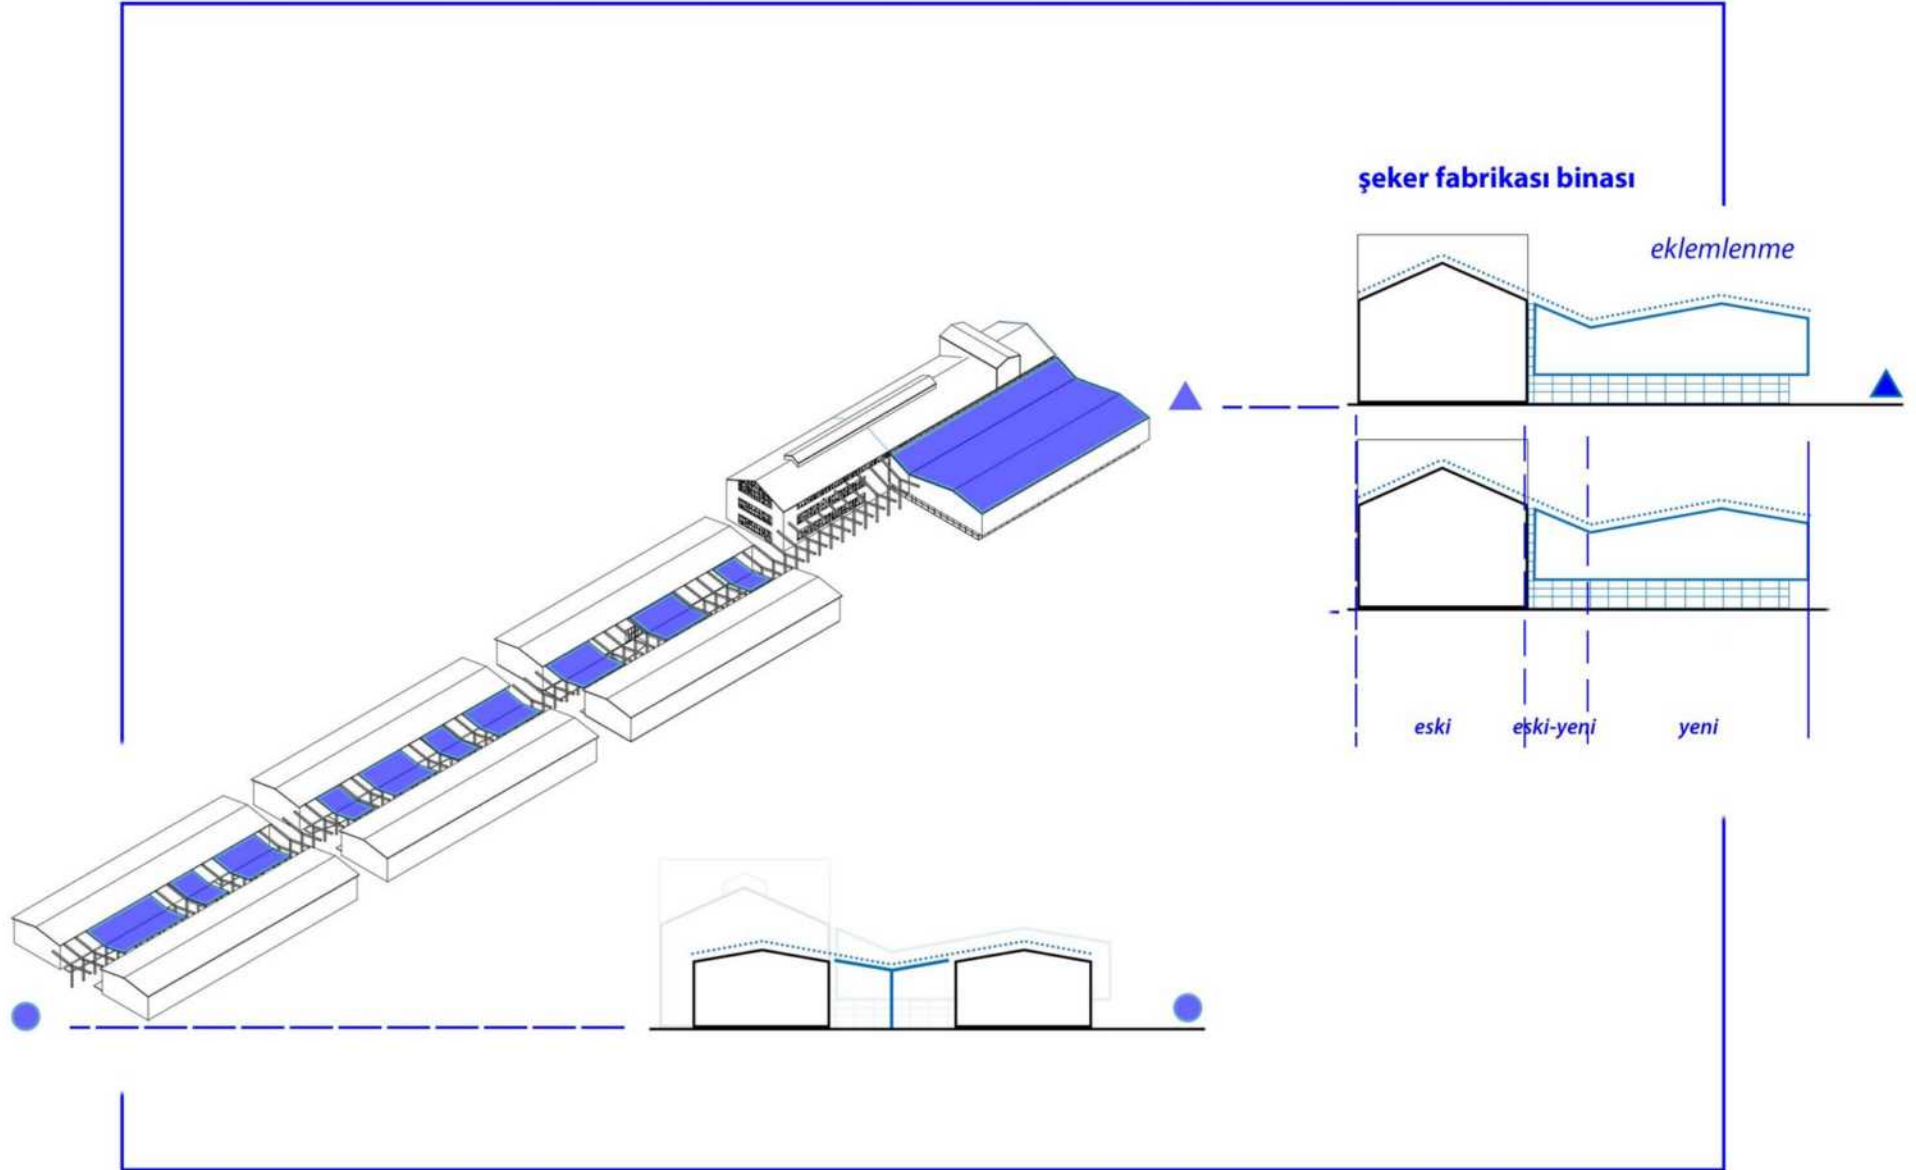 şeker fabrikası binası
eklemlenme
eski
eski-yeni
yeni